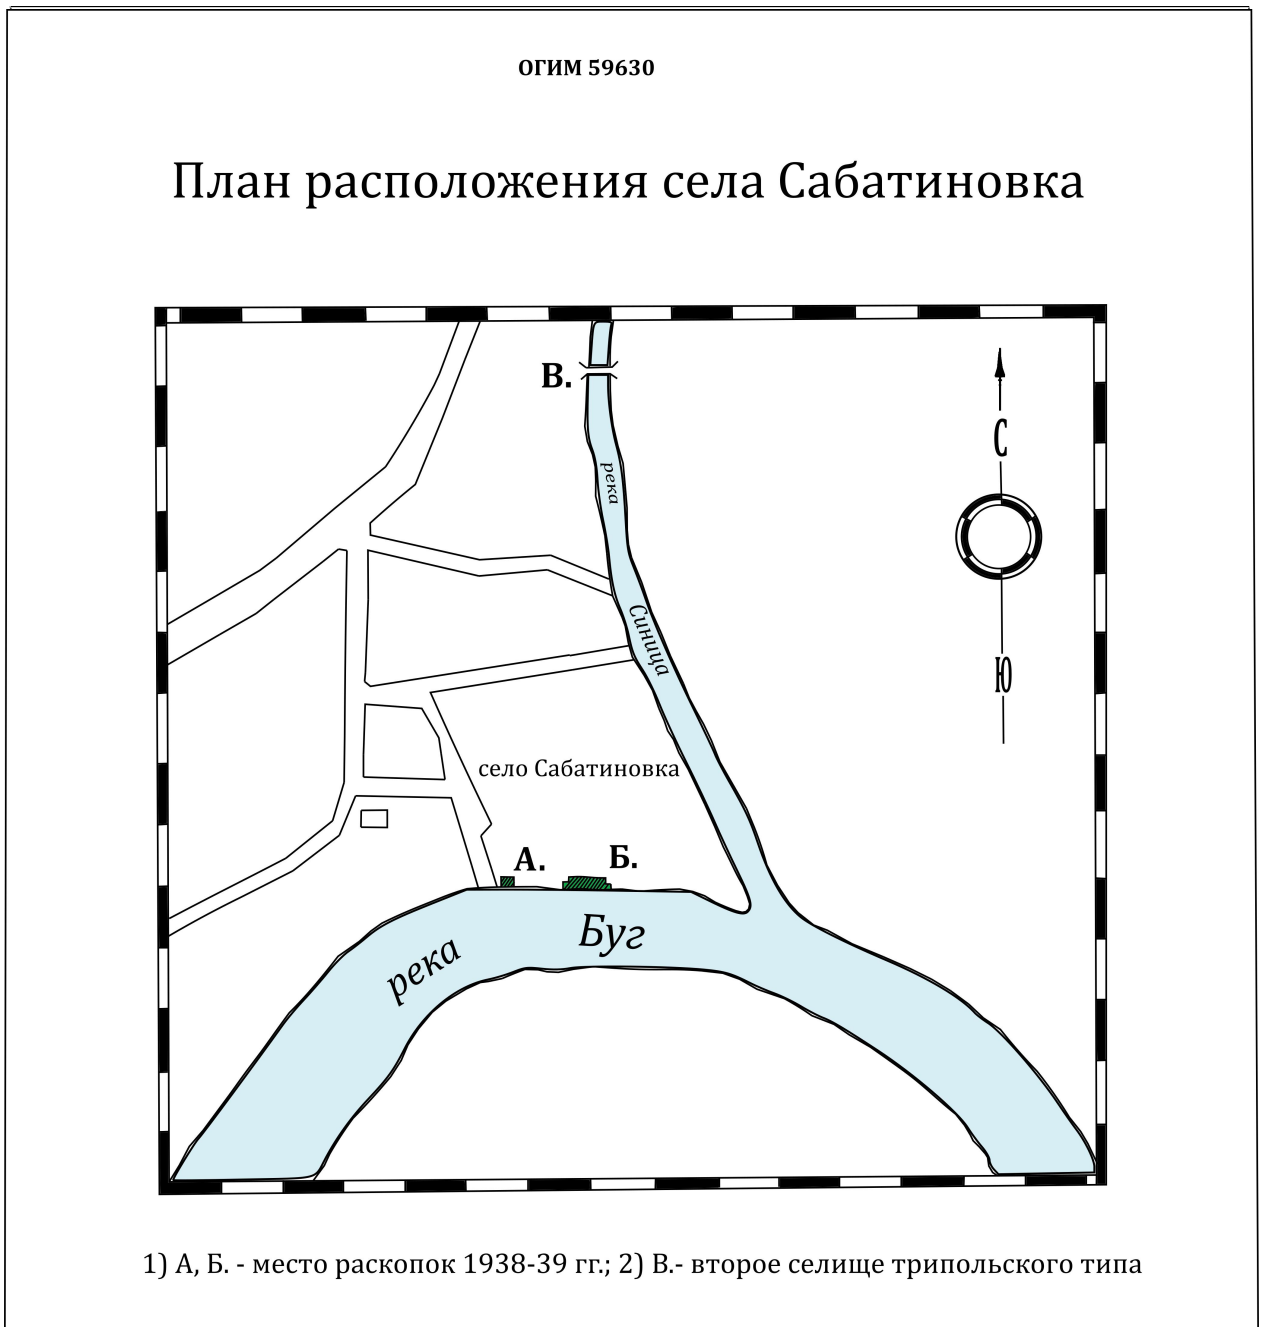 ОГИМ 59630
План расположения села Сабатиновка
В.
С
река
Синица
Ю
село Сабатиновка
А.
Б.
Буг
река
1) А, Б. - место раскопок 1938-39 гг.; 2) В.- второе селище трипольского типа